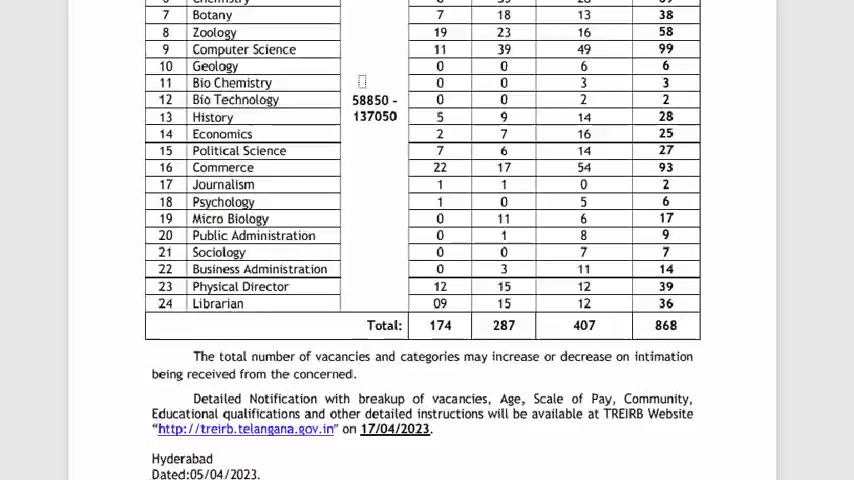 7 Botany 7 18 13 38
8 Zoology 19 23 16 58
9 Computer Science 11 39 49 99
10 Geology 0 0 6 6
11 Bio Chemistry 0 0 3 3
12 Bio Technology 58850 - 0 0 2 2
13 History 137050 5 9 14 28
14 Economics 2 7 16 25
15 Political Science 7 6 14 27
16 Commerce 22 17 54 93
17 Journalism 1 1 0 2
18 Psychology 1 0 5 6
19 Micro Biology 0 11 6 17
20 Public Administration 0 1 8 9
21 Sociology 0 0 7 7
22 Business Administration 0 3 11 14
23 Physical Director 12 15 12 39
24 Librarian 09 15 12 36
Total: 174 287 407 868
The total number of vacancies and categories may increase or decrease on intimation
being received from the concerned.
Detailed Notification with breakup of vacancies, Age, Scale of Pay, Community,
Educational qualifications and other detailed instructions will be available at TREIRB Website
“http://treirb.telangana.gov.in” on 17/04/2023.
Hyderabad
Dated:05/04/2023.